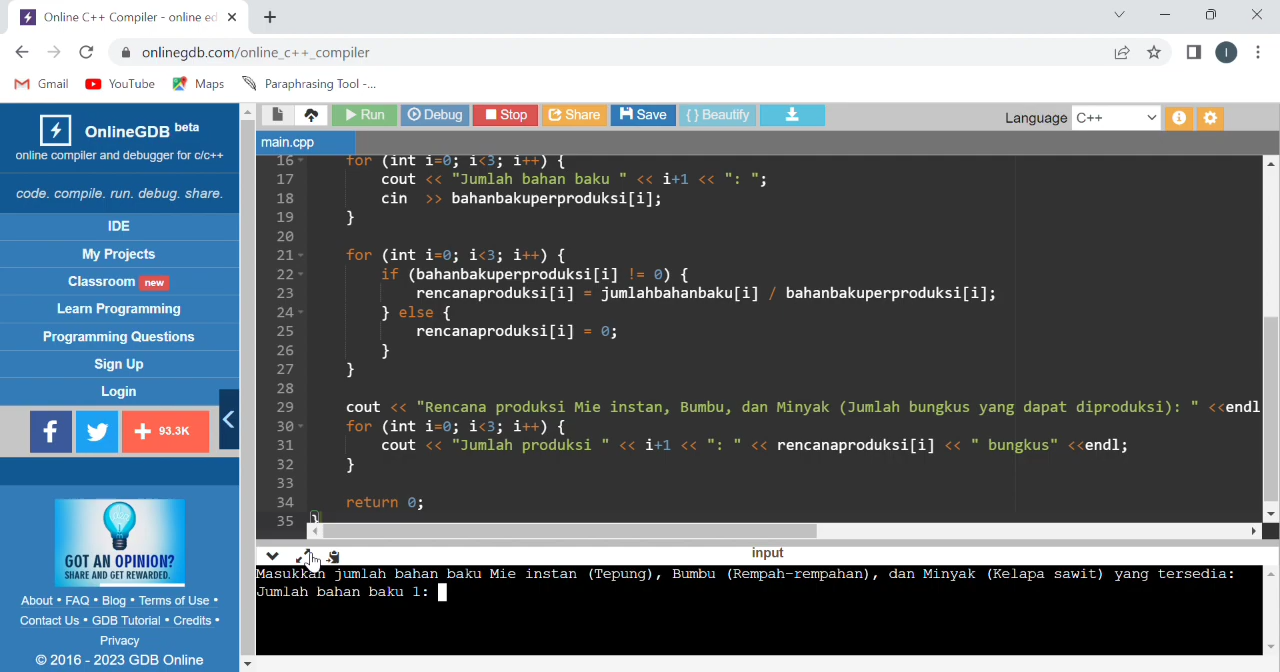 Online C++ Compiler - online ed
onlinegdb.com/online_c++_compiler
I
Gmail
YouTube
Maps
Paraphrasing Tool -...
OnlineGDB beta
online compiler and debugger for c/c++
code. compile. run. debug. share.
IDE
My Projects
Classroom new
Learn Programming
Programming Questions
Sign Up
Login
f
+ 93.3K
GOT AN OPINION?
SHARE AND GET REWARDED.
About • FAQ • Blog • Terms of Use •
Contact Us • GDB Tutorial • Credits •
Privacy
© 2016 - 2023 GDB Online
Run Debug Stop Share Save { } Beautify
Language C++
main.cpp
16 for (int i=0; i<3; i++) {
17 cout << "Jumlah bahan baku " << i+1 << ": ";
18 cin >> bahanbakuperproduksi[i];
19 }
20
21 for (int i=0; i<3; i++) {
22 if (bahanbakuperproduksi[i] != 0) {
23 rencanaproduksi[i] = jumlahbahanbaku[i] / bahanbakuperproduksi[i];
24 } else {
25 rencanaproduksi[i] = 0;
26 }
27 }
28
29 cout << "Rencana produksi Mie instan, Bumbu, dan Minyak (Jumlah bungkus yang dapat diproduksi): " <<endl
30 for (int i=0; i<3; i++) {
31 cout << "Jumlah produksi " << i+1 << ": " << rencanaproduksi[i] << " bungkus" <<endl;
32 }
33
34 return 0;
35 }
input
Masukkan jumlah bahan baku Mie instan (Tepung), Bumbu (Rempah-rempahan), dan Minyak (Kelapa sawit) yang tersedia:
Jumlah bahan baku 1: